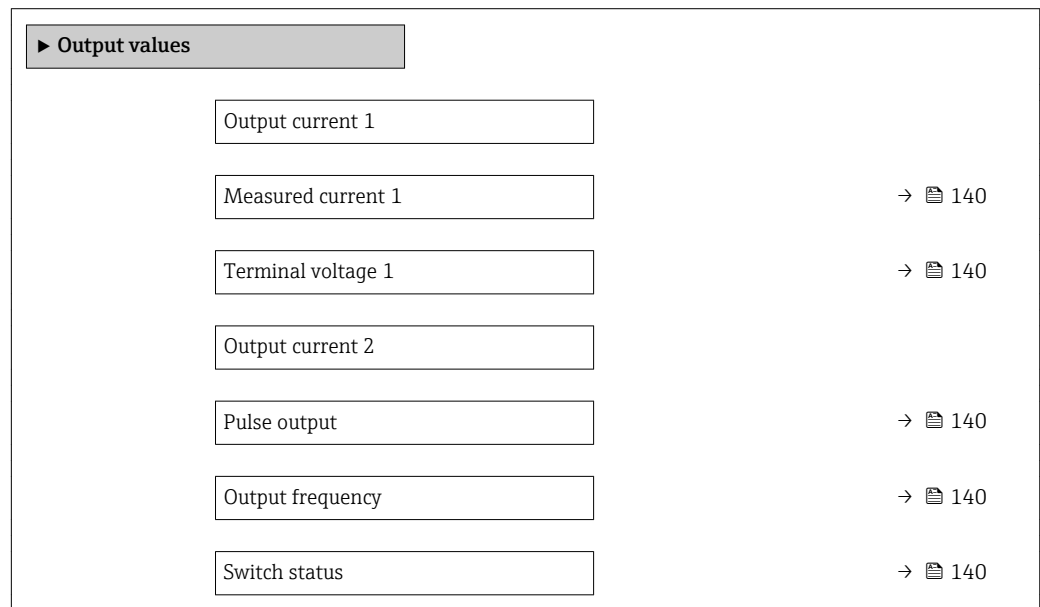 ▶ Output values
Output current 1
Measured current 1 → 140
Terminal voltage 1 → 140
Output current 2
Pulse output → 140
Output frequency → 140
Switch status → 140